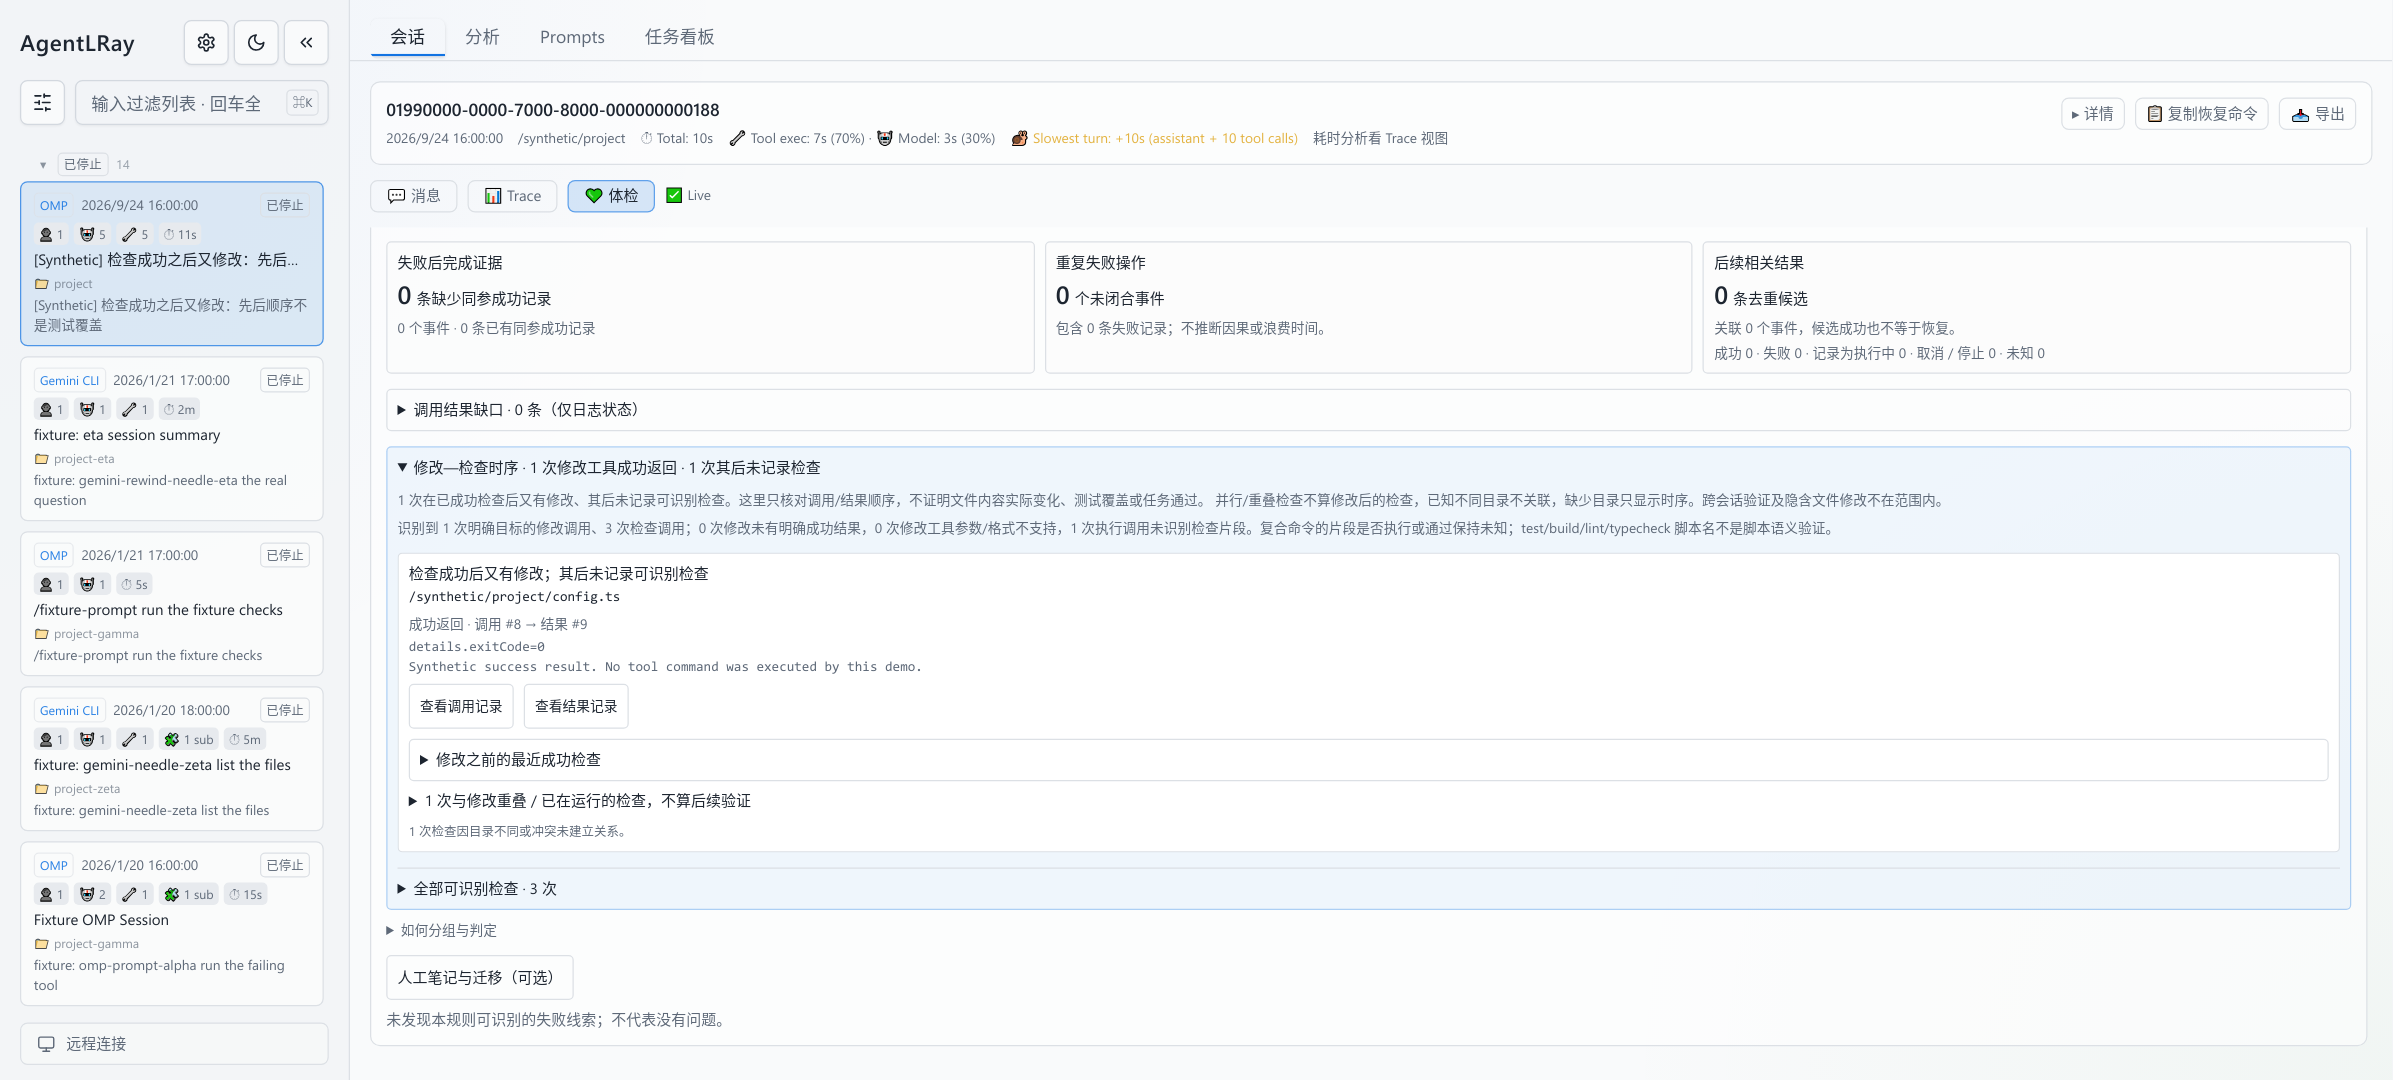 AgentLRay
输入过滤列表 · 回车全
⌘K
▾ 已停止 14
OMP 2026/9/24 16:00:00 已停止
1 5 5 11s
[Synthetic] 检查成功之后又修改：先后...
project
[Synthetic] 检查成功之后又修改：先后顺序不
是测试覆盖
Gemini CLI 2026/1/21 17:00:00 已停止
1 1 1 2m
fixture: eta session summary
project-eta
fixture: gemini-rewind-needle-eta the real
question
OMP 2026/1/21 17:00:00 已停止
1 1 5s
/fixture-prompt run the fixture checks
project-gamma
/fixture-prompt run the fixture checks
Gemini CLI 2026/1/20 18:00:00 已停止
1 1 1 1 sub 5m
fixture: gemini-needle-zeta list the files
project-zeta
fixture: gemini-needle-zeta list the files
OMP 2026/1/20 16:00:00 已停止
1 2 1 1 sub 15s
Fixture OMP Session
project-gamma
fixture: omp-prompt-alpha run the failing
tool
远程连接
会话 分析 Prompts 任务看板
01990000-0000-7000-8000-000000000188
2026/9/24 16:00:00 /synthetic/project Total: 10s Tool exec: 7s (70%) · Model: 3s (30%) Slowest turn: +10s (assistant + 10 tool calls) 耗时分析看 Trace 视图
▸ 详情 复制恢复命令 导出
消息 Trace 体检 Live
失败后完成证据
0 条缺少同参成功记录
0 个事件 · 0 条已有同参成功记录
重复失败操作
0 个未闭合事件
包含 0 条失败记录；不推断因果或浪费时间。
后续相关结果
0 条去重候选
关联 0 个事件，候选成功也不等于恢复。
成功 0 · 失败 0 · 记录为执行中 0 · 取消 / 停止 0 · 未知 0
▶ 调用结果缺口 · 0 条（仅日志状态）
▼ 修改—检查时序 · 1 次修改工具成功返回 · 1 次其后未记录检查
1 次在已成功检查后又有修改、其后未记录可识别检查。这里只核对调用/结果顺序，不证明文件内容实际变化、测试覆盖或任务通过。 并行/重叠检查不算修改后的检查，已知不同目录不关联，缺少目录只显示时序。跨会话验证及隐含文件修改不在范围内。
识别到 1 次明确目标的修改调用、3 次检查调用；0 次修改未有明确成功结果，0 次修改工具参数/格式不支持，1 次执行调用未识别检查片段。复合命令的片段是否执行或通过保持未知；test/build/lint/typecheck 脚本名不是脚本语义验证。
检查成功后又有修改；其后未记录可识别检查
/synthetic/project/config.ts
成功返回 · 调用 #8 → 结果 #9
details.exitCode=0
Synthetic success result. No tool command was executed by this demo.
查看调用记录 查看结果记录
▶ 修改之前的最近成功检查
▶ 1 次与修改重叠 / 已在运行的检查，不算后续验证
1 次检查因目录不同或冲突未建立关系。
▶ 全部可识别检查 · 3 次
▶ 如何分组与判定
人工笔记与迁移（可选）
未发现本规则可识别的失败线索；不代表没有问题。